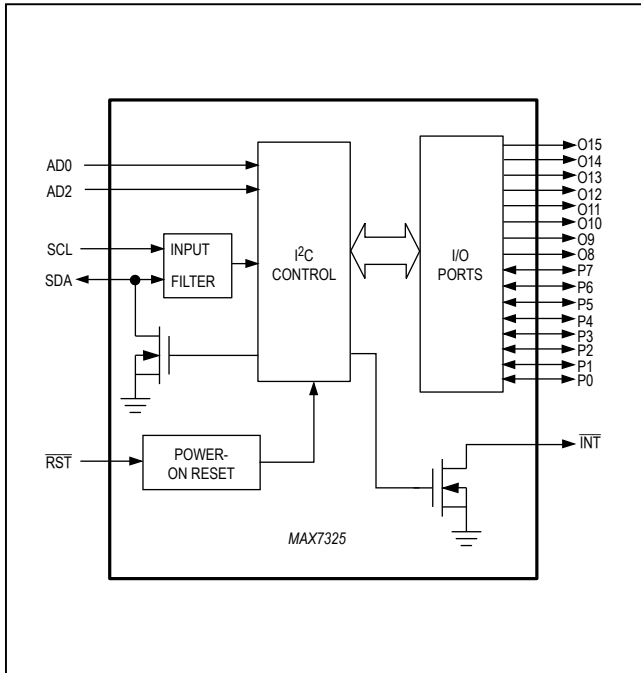 AD0
AD2
SCL
SDA
RST
INPUT
FILTER
I²C
CONTROL
POWER-
ON RESET
I/O
PORTS
O15
O14
O13
O12
O11
O10
O9
O8
P7
P6
P5
P4
P3
P2
P1
P0
INT
MAX7325